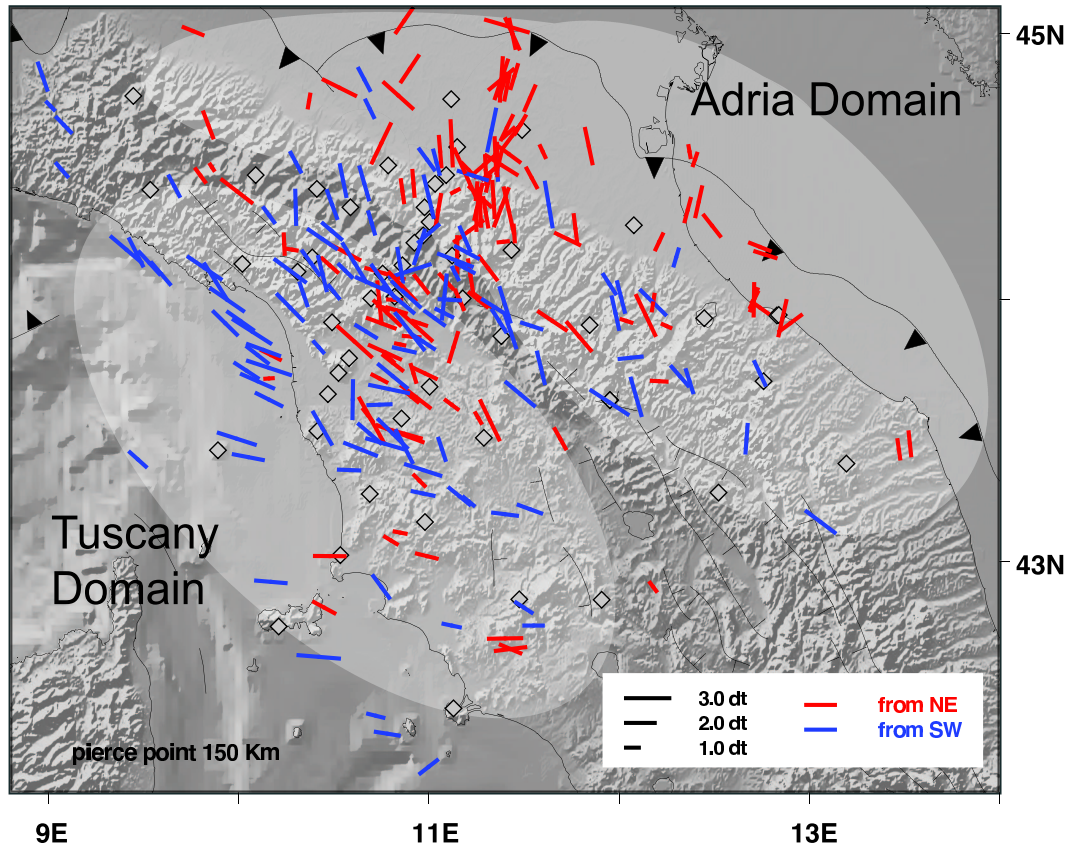 45N
Adria Domain
Tuscany
Domain
43N
3.0 dt
2.0 dt
1.0 dt
from NE
from SW
pierce point 150 Km
9E
11E
13E